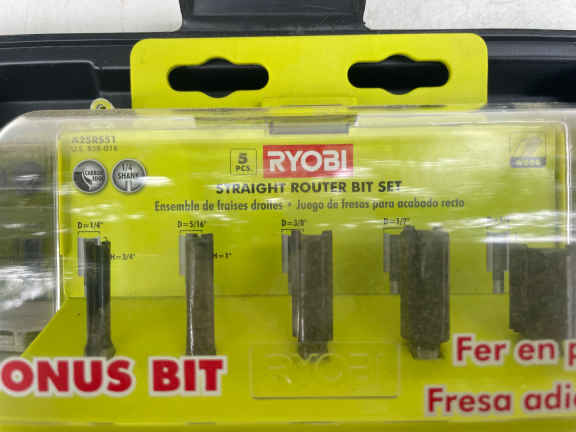 A25RS51
5 PCS.
RYOBI
1/4 SHANK
WOOD
STRAIGHT ROUTER BIT SET
Ensemble de fraises droites • Juego de fresas para acabado recto
D=1/4" D=5/16" D=3/8" D=1/2"
H=3/4" H=1"
ONUS BIT
RYOBI
Fer en p
Fresa adic